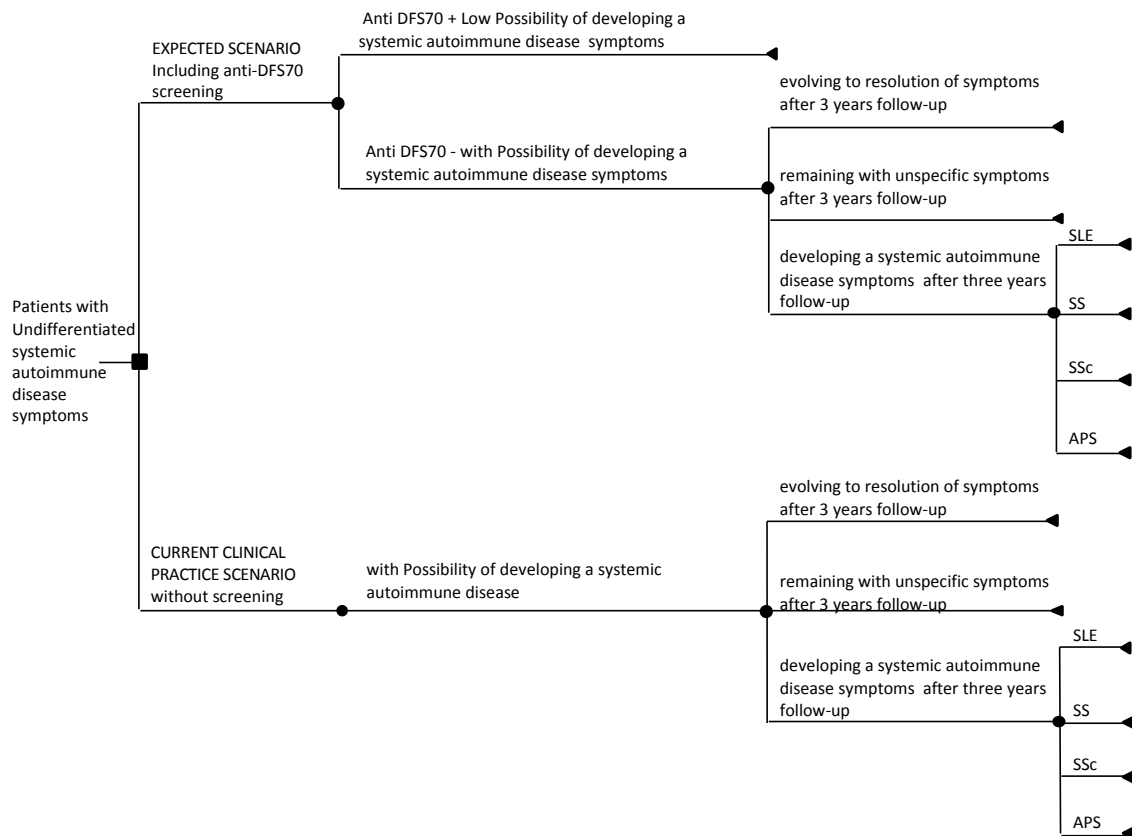 Anti DFS70 + Low Possibility of developing a
systemic autoimmune disease  symptoms
EXPECTED SCENARIO
Including anti-DFS70
screening
evolving to resolution of symptoms
after 3 years follow-up
Anti DFS70 - with Possibility of developing a
systemic autoimmune disease symptoms
remaining with unspecific symptoms
after 3 years follow-up
developing a systemic autoimmune
disease symptoms  after three years
follow-up
SLE
SS
SSc
APS
Patients with
Undifferentiated
systemic
autoimmune
disease
symptoms
CURRENT CLINICAL
PRACTICE SCENARIO
without screening
with Possibility of developing a systemic
autoimmune disease
evolving to resolution of symptoms
after 3 years follow-up
remaining with unspecific symptoms
after 3 years follow-up
developing a systemic autoimmune
disease symptoms  after three years
follow-up
SLE
SS
SSc
APS